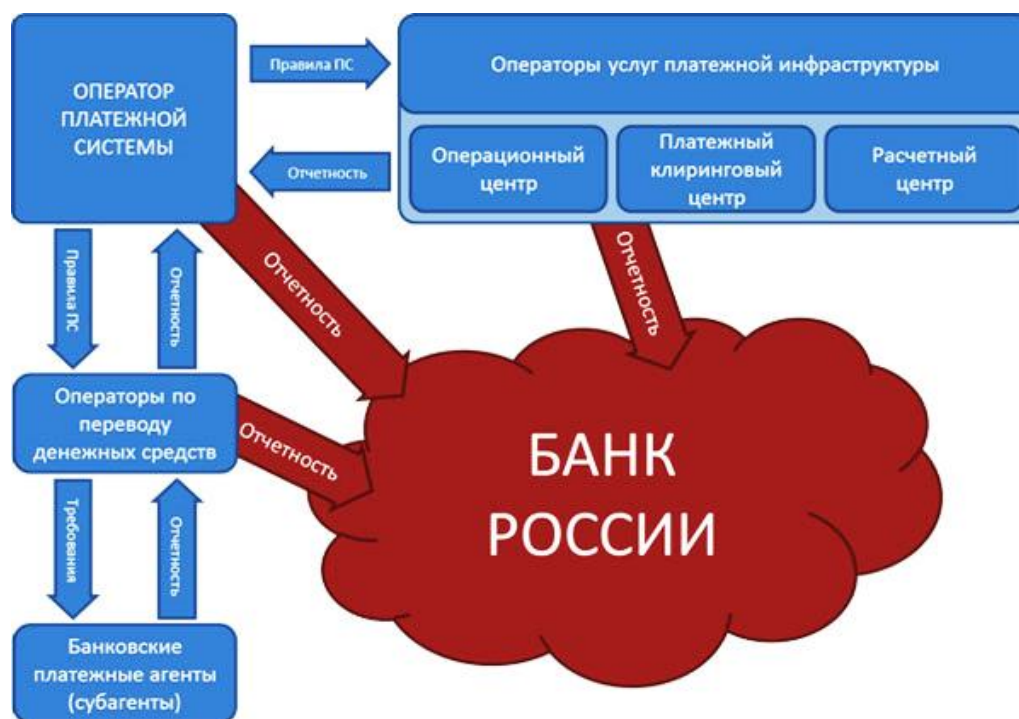 ОПЕРАТОР
ПЛАТЕЖНОЙ
СИСТЕМЫ
Правила ПС
Отчетность
Операторы услуг платежной инфраструктуры
Операционный
центр
Платежный
клиринговый
центр
Расчетный
центр
Правила ПС
Отчетность
Отчетность
Отчетность
Операторы по
переводу
денежных средств
Отчетность
БАНК
РОССИИ
Требования
Отчетность
Банковские
платежные агенты
(субагенты)